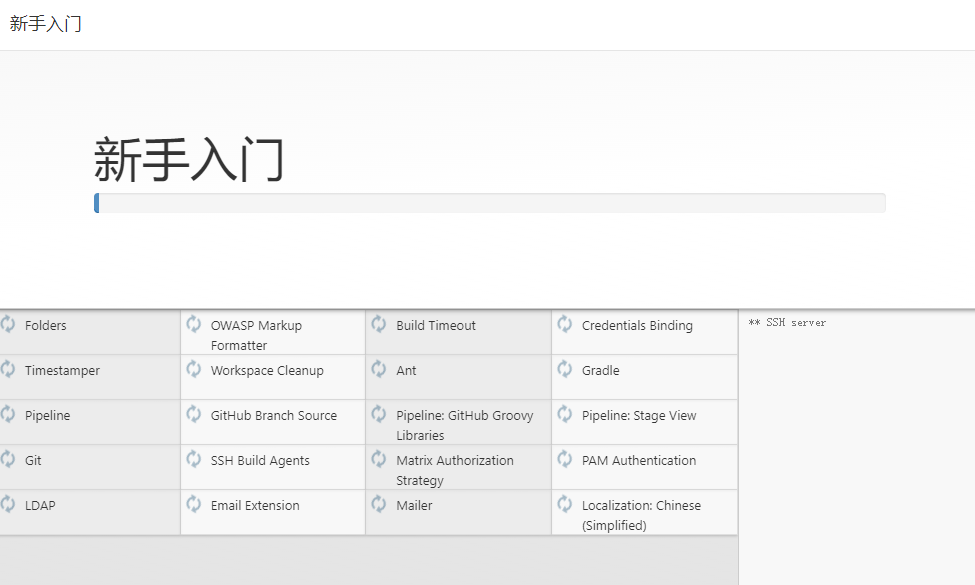 新手入门
新手入门
Folders
OWASP Markup
Formatter
Build Timeout
Credentials Binding
** SSH server
Timestamper
Workspace Cleanup
Ant
Gradle
Pipeline
GitHub Branch Source
Pipeline: GitHub Groovy
Libraries
Pipeline: Stage View
Git
SSH Build Agents
Matrix Authorization
Strategy
PAM Authentication
LDAP
Email Extension
Mailer
Localization: Chinese
(Simplified)